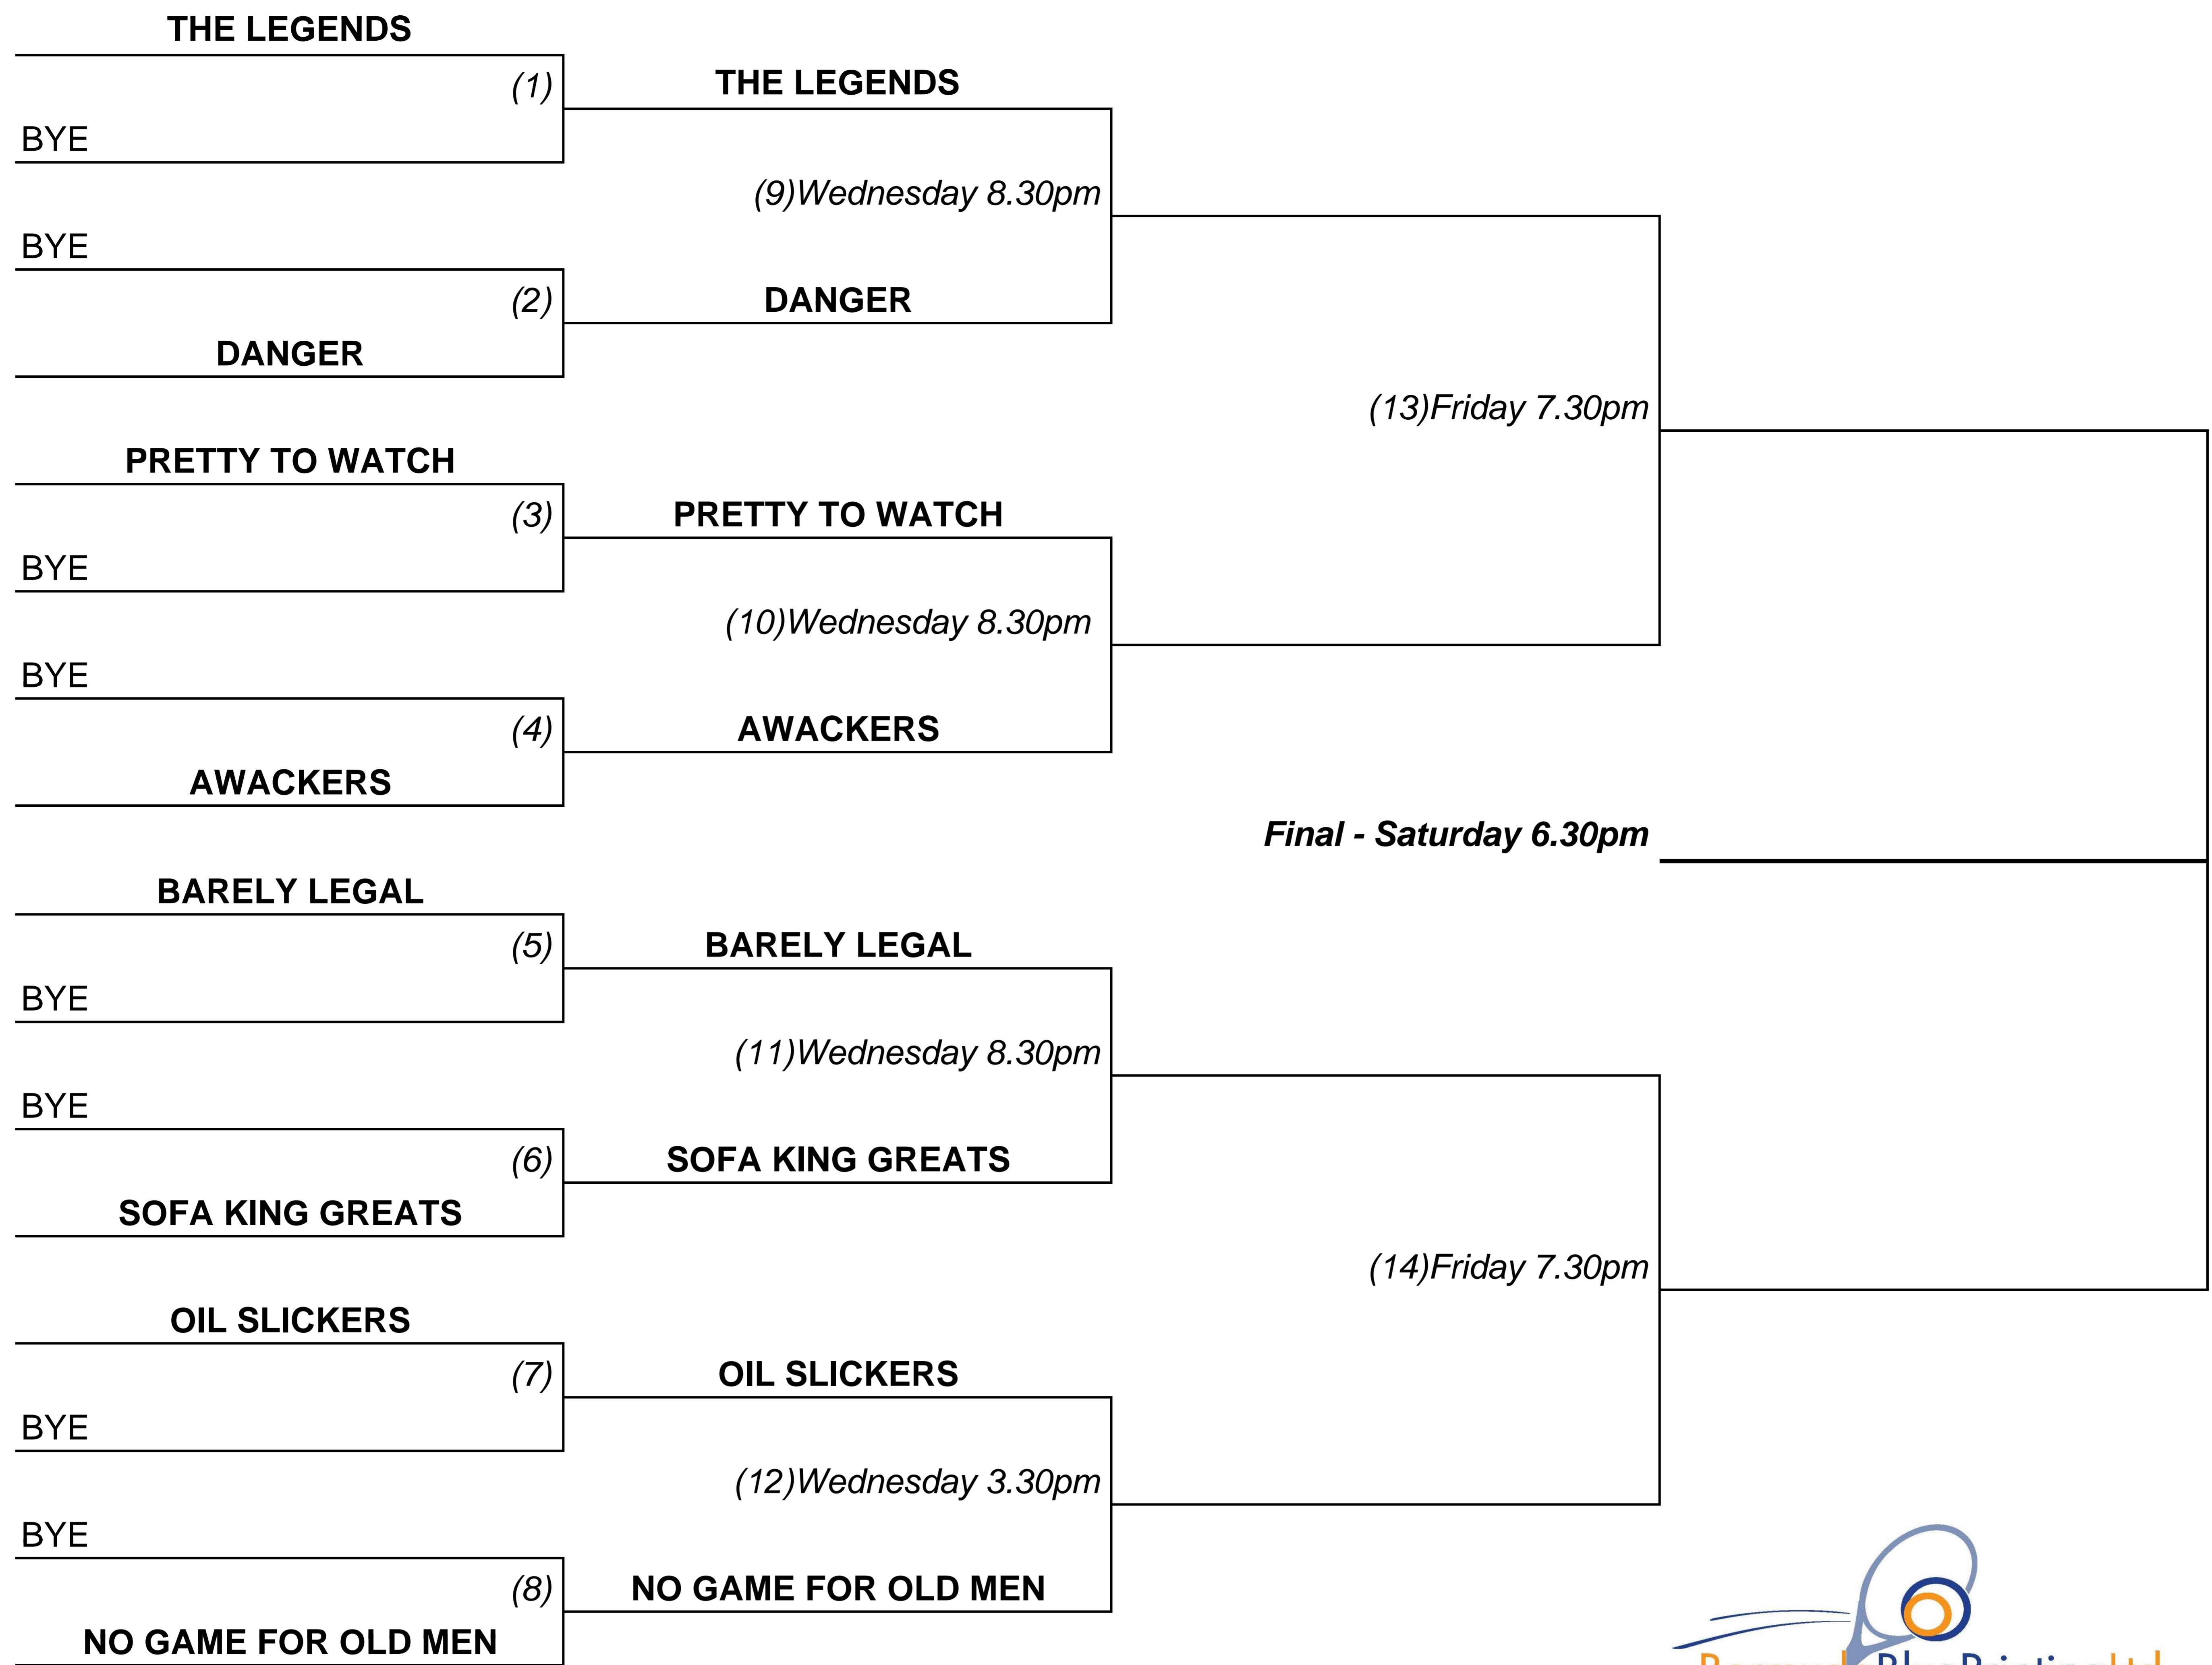 THE LEGENDS
(1)
THE LEGENDS
BYE
(9)Wednesday 8.30pm
BYE
(2)
DANGER
DANGER
(13)Friday 7.30pm
PRETTY TO WATCH
(3)
PRETTY TO WATCH
BYE
(10)Wednesday 8.30pm
BYE
(4)
AWACKERS
AWACKERS
Final - Saturday 6.30pm
BARELY LEGAL
(5)
BARELY LEGAL
BYE
(11)Wednesday 8.30pm
BYE
(6)
SOFA KING GREATS
SOFA KING GREATS
(14)Friday 7.30pm
OIL SLICKERS
(7)
OIL SLICKERS
BYE
(12)Wednesday 3.30pm
BYE
(8)
NO GAME FOR OLD MEN
NO GAME FOR OLD MEN